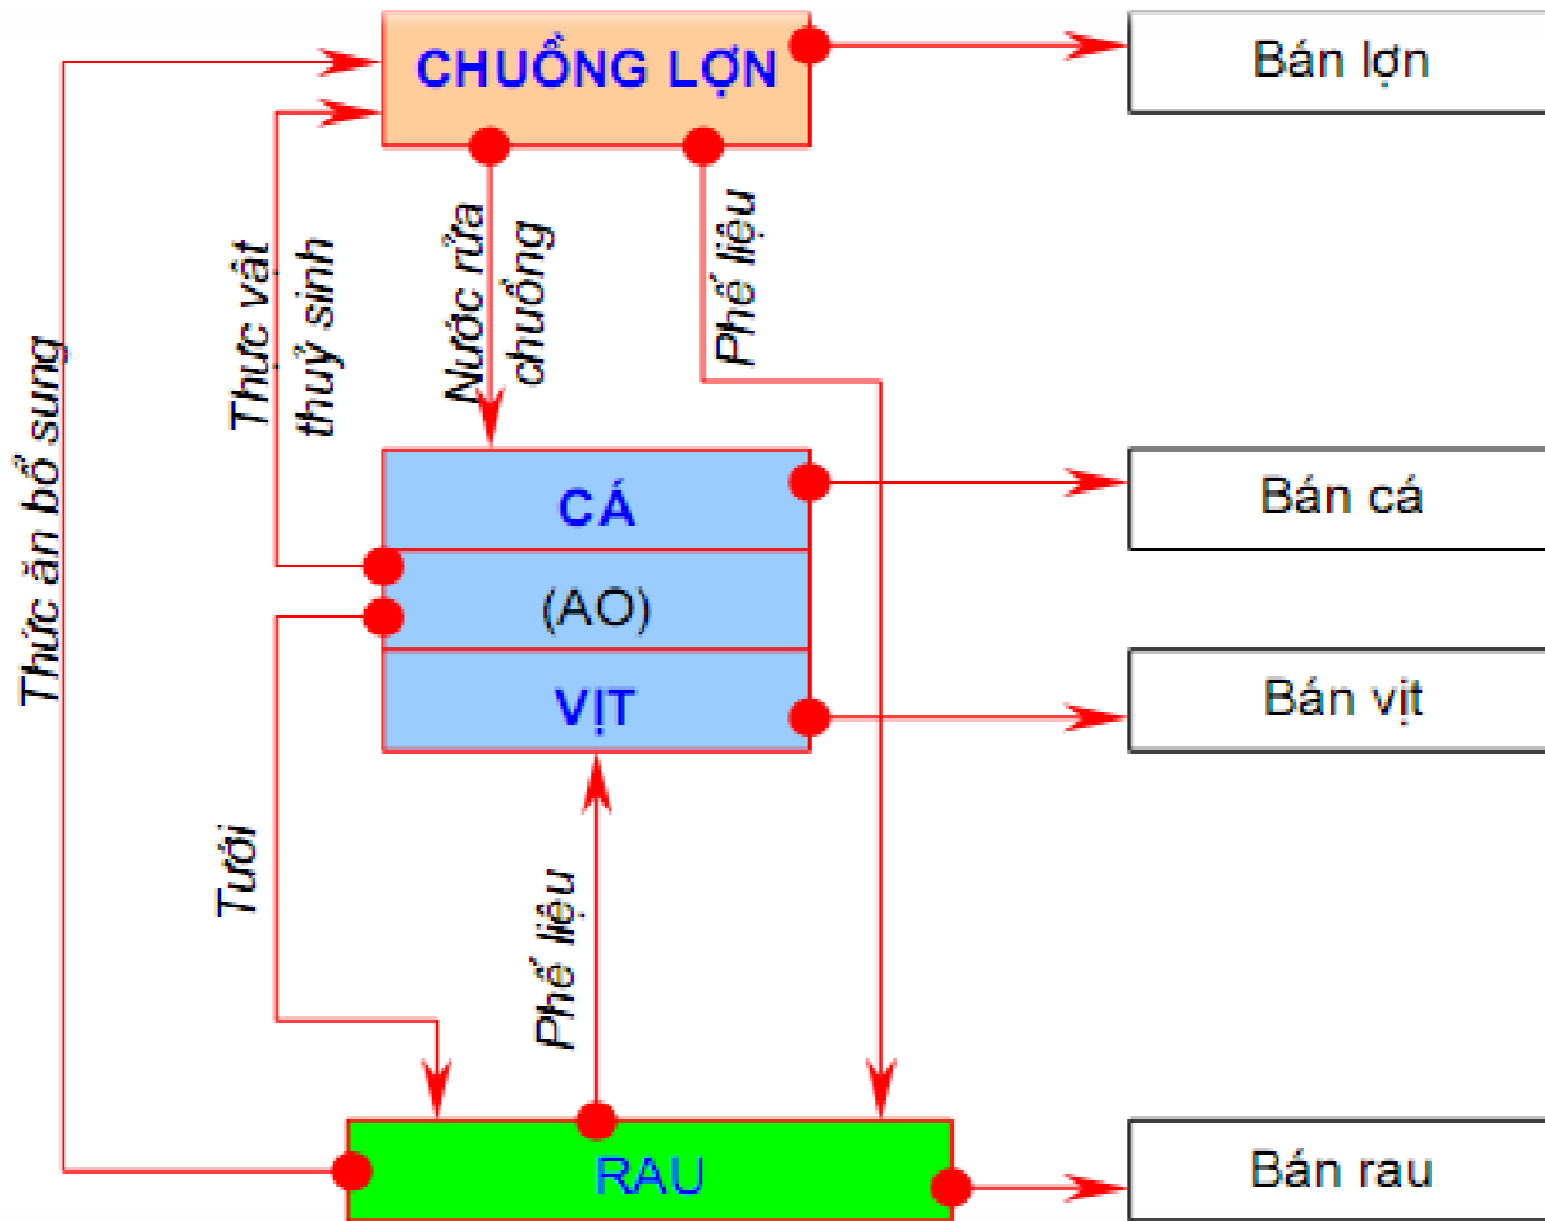 CHUỒNG LỢN
Bán lợn
Thức ăn bổ sung
Thực vật
thuỷ sinh
Nước rửa
chuồng
Phế liệu
CÁ
Bán cá
(AO)
VỊT
Bán vịt
Tưới
Phế liệu
RAU
Bán rau